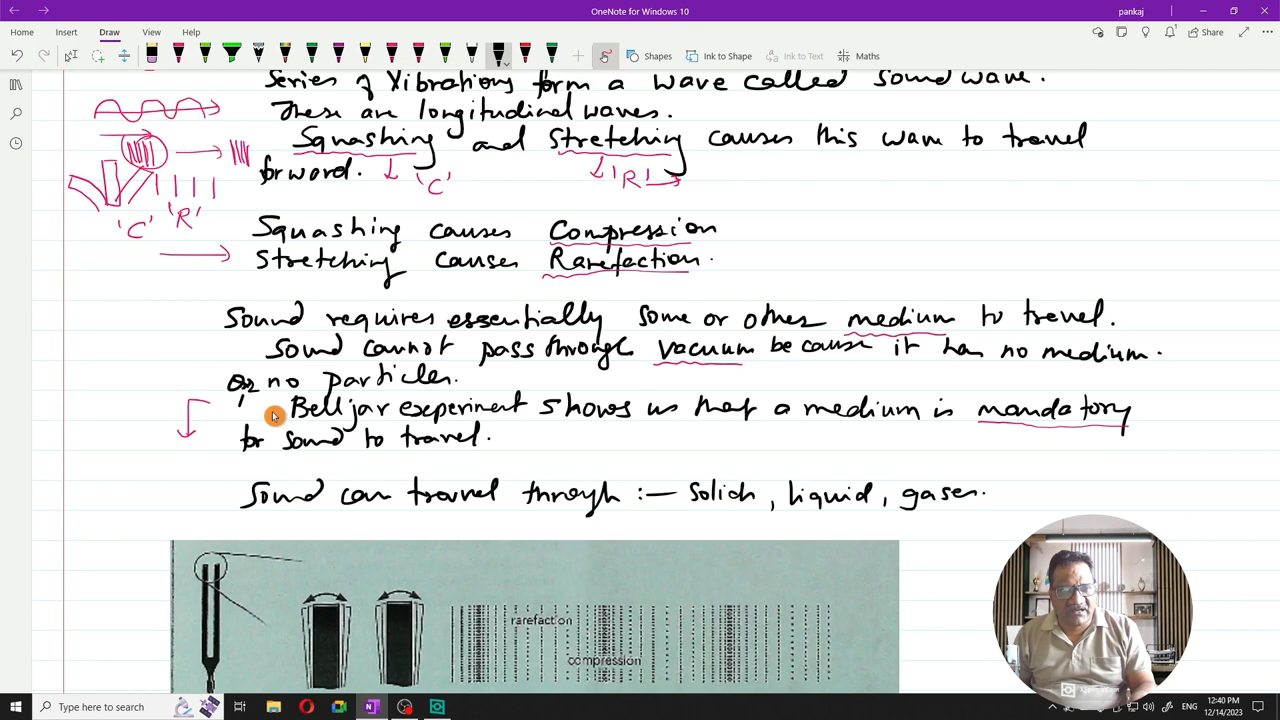 OneNote for Windows 10
pankaj
Home Insert Draw View Help
Share
Shapes Ink to Shape Ink to Text Maths
Series of Vibrations form a wave called Sound wave.
These are longitudinal waves.
Squashing and Stretching causes this wave to travel
forward. 'C' 'R'
'C' 'R'
Squashing causes Compression
Stretching causes Rarefaction.
Sound requires essentially some or other medium to travel.
Sound cannot pass through vacuum because it has no medium.
or no particles.
Bell jar experiment shows us that a medium is mandatory
for sound to travel.
Sound can travel through :— Solids, liquid, gases.
rarefaction
compression
Type here to search
ENG
12:40 PM
12/14/2023